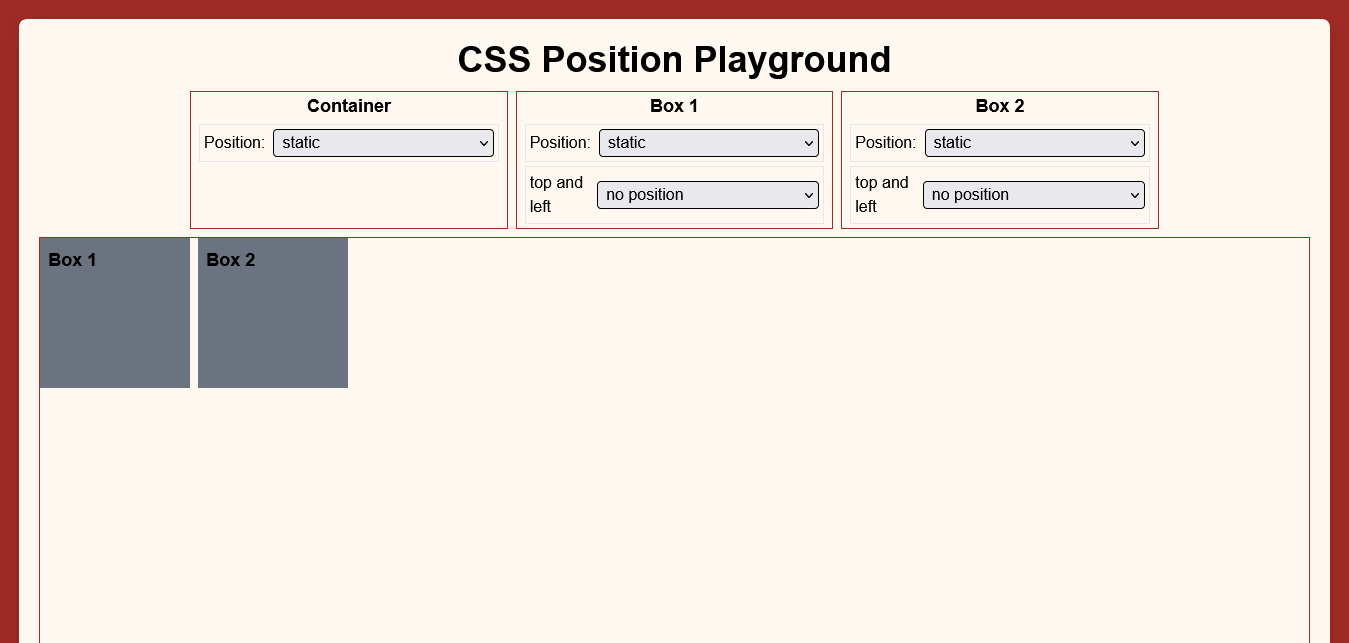 CSS Position Playground
Container
Position: static
Box 1
Position: static
top and
left
no position
Box 2
Position: static
top and
left
no position
Box 1
Box 2